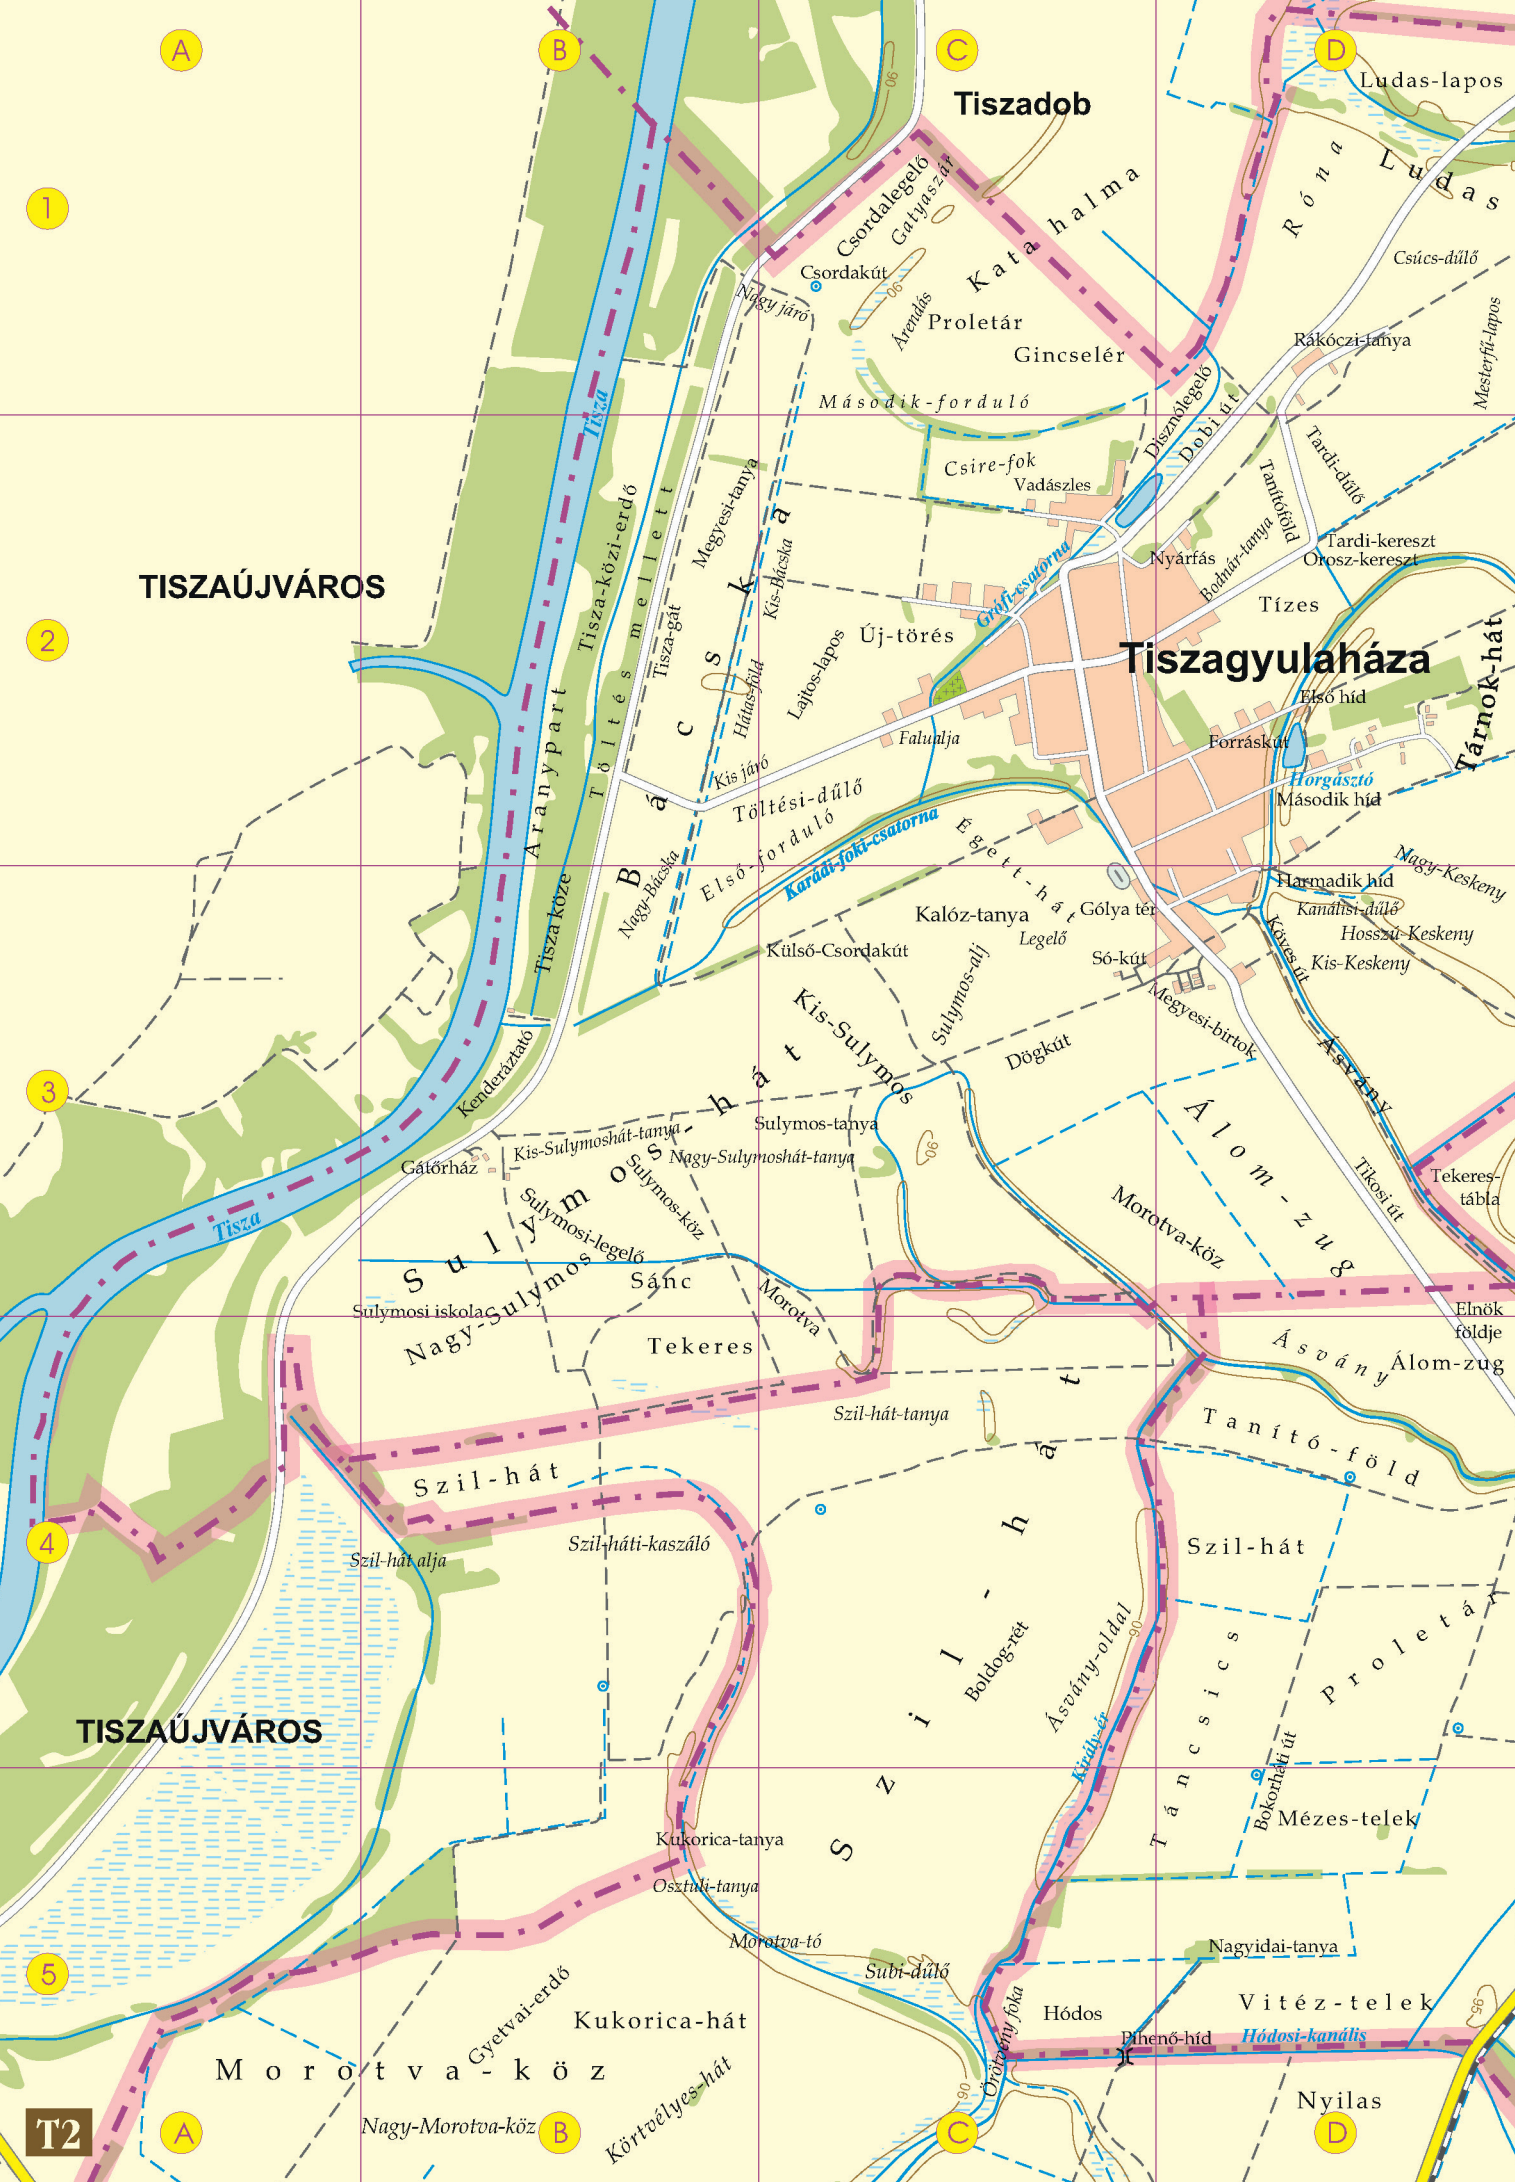 A
B
C
D
Ludas-lapos
Tiszadob
90
1
Csordalegelő
Gatyaszár
Kata halma
Róna
Ludas
Csúcs-dűlő
Csordakút
Nagy járó
90
Árendás
Proletár
Gincselér
Rákóczi-tanya
Mesterfű-lapos
Második-forduló
Disznólegelő
Dobi út
Tisza
Csire-fok
Vadászles
Tardi-dűlő
Tanítóföld
Tisza-közi-erdő
Töltés mellett
Megyesi-tanya
Bácska
Kis-Bácska
Tardi-kereszt
Orosz-kereszt
Nyárfás
Bodnár-tanya
Gráfi-csatorna
TISZAÚJVÁROS
Tízes
2
Tisza-gát
Új-törés
Tiszagyulaháza
Tárnok-hát
Hátas-föld
Lajtos-lapos
Első híd
Aranypart
Falualja
Forráskút
Horgásztó
Második híd
Kis járó
Töltési-dűlő
Első-forduló
Karádi-foki-csatorna
Égett-hát
Nagy-Bácska
Tisza köze
Harmadik híd
Nagy-Keskeny
Kanálisi-dűlő
Hosszú-Keskeny
Kis-Keskeny
Köves út
Kalóz-tanya
Gólya tér
Legelő
Külső-Csordakút
Só-kút
Sulymos-alj
Megyesi-birtok
Kis-Sulymos
Dögkút
Ásvány
3
Kenderáztató
Álom-zug
Sulymos-hát
Kis-Sulymoshát-tanya
Sulymos-tanya
Nagy-Sulymoshát-tanya
90
Gátőrház
Sulymos-köz
Sulymosi-legelő
Tikosi út
Tekeres-
tábla
Morotva-köz
Tisza
Sánc
Morotva
Sulymosi iskola
Nagy-Sulymos
Elnök
földje
Tekeres
Ásvány
Álom-zug
Szil-hát-tanya
Szil-hát
Tanító-föld
Szil-hát
4
Szil-hát alja
Szil-háti-kaszáló
Szil-hát
Boldog-rét
Ásvány-oldal
90
Király-ér
Táncsics
Proletár
TISZAÚJVÁROS
Bokorháti út
Mézes-telek
Kukorica-tanya
Osztuli-tanya
Morotva-tó
Subi-dűlő
Nagyidai-tanya
5
Gyetvai-erdő
Kukorica-hát
Hódos
Vitéz-telek
95
Pihenő-híd
Hódosi-kanális
Örötvény foka
Morotva-köz
Körtvélyes-hát
90
Nyilas
T2
A
Nagy-Morotva-köz
B
C
D